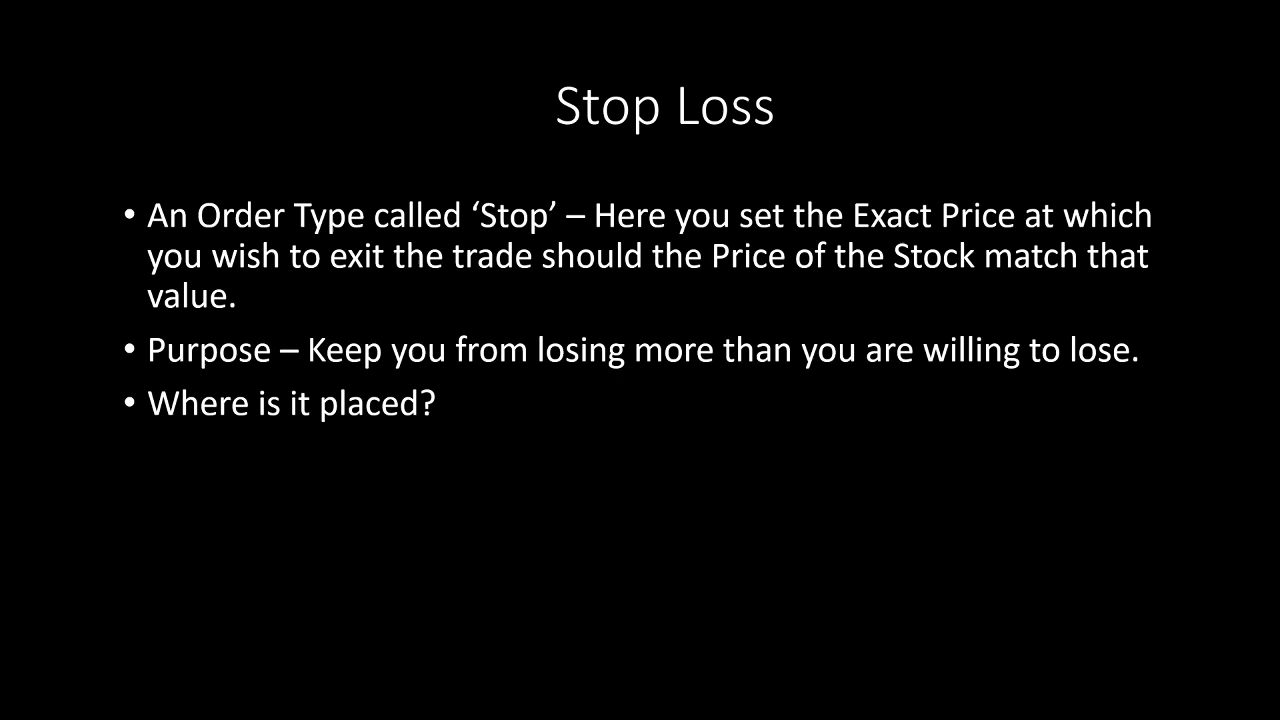 Stop Loss
• An Order Type called ‘Stop’ – Here you set the Exact Price at which
you wish to exit the trade should the Price of the Stock match that
value.
• Purpose – Keep you from losing more than you are willing to lose.
• Where is it placed?